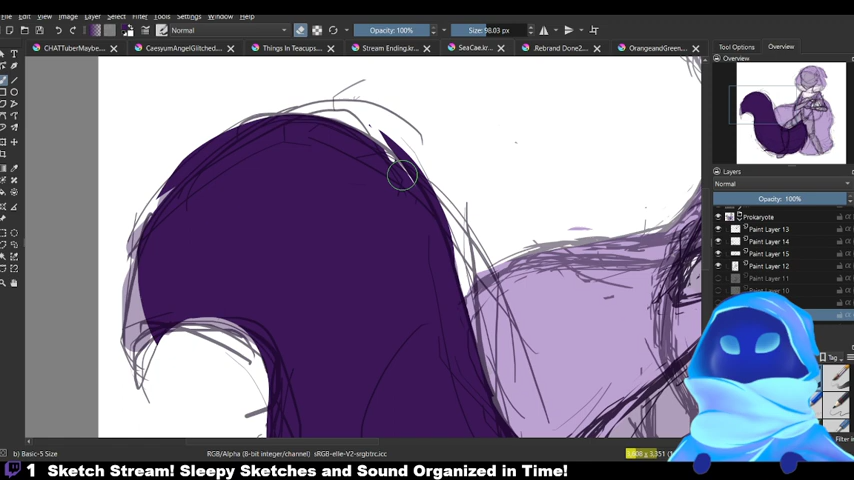 Edit View Image Layer Select Filter Tools Settings Window Help
Normal Opacity: 100% Size: 98.03 px
CHATTuberMaybe... CaesyumAngelGlitched... Things In Teacups... Stream Ending.kr... SeaCae.kr... .Rebrand Done2... OrangeandGreen... Tool Options Overview
Overview
Layers
Normal
Opacity: 100%
Prokaryote
Paint Layer 13
Paint Layer 14
Paint Layer 15
Paint Layer 12
Paint Layer 11
Paint Layer 10
Tag
Filter in
b) Basic-5 Size RGB/Alpha (8-bit integer/channel) sRGB-elle-V2-srgbtrc.icc
1 Sketch Stream! Sleepy Sketches and Sound Organized in Time!